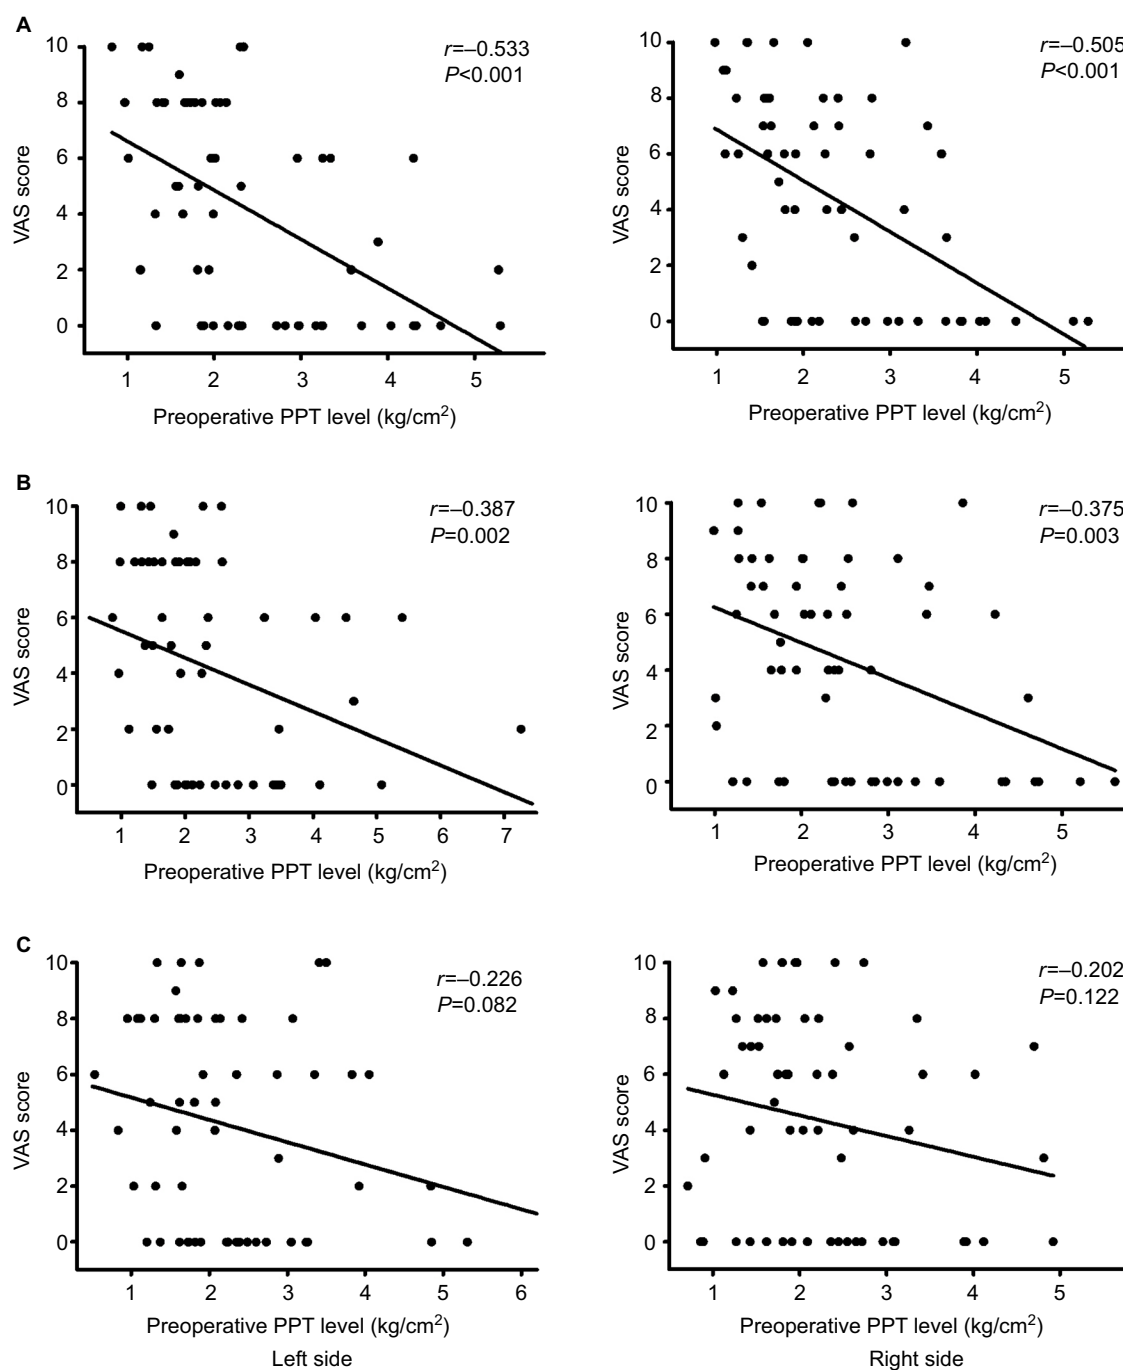 A
10
8
6
4
2
0
VAS score
r=–0.533
P<0.001
1 2 3 4 5
Preoperative PPT level (kg/cm²)
10
8
6
4
2
0
VAS score
r=–0.505
P<0.001
1 2 3 4 5
Preoperative PPT level (kg/cm²)
B
10
8
6
4
2
0
VAS score
r=–0.387
P=0.002
1 2 3 4 5 6 7
Preoperative PPT level (kg/cm²)
10
8
6
4
2
0
VAS score
r=–0.375
P=0.003
1 2 3 4 5
Preoperative PPT level (kg/cm²)
C
10
8
6
4
2
0
VAS score
r=–0.226
P=0.082
1 2 3 4 5 6
Preoperative PPT level (kg/cm²)
Left side
10
8
6
4
2
0
VAS score
r=–0.202
P=0.122
1 2 3 4 5
Preoperative PPT level (kg/cm²)
Right side